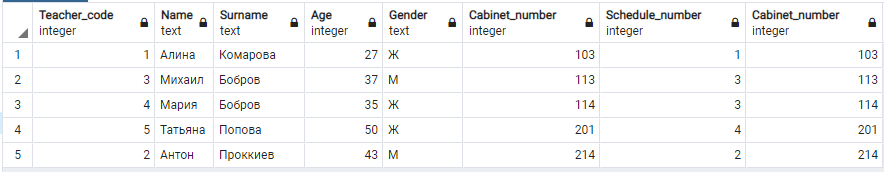 Teacher_code Name Surname Age Gender Cabinet_number Schedule_number Cabinet_number
integer text text integer text integer integer integer
1 1 Алина Комарова 27 Ж 103 1 103
2 3 Михаил Бобров 37 М 113 3 113
3 4 Мария Бобров 35 Ж 114 3 114
4 5 Татьяна Попова 50 Ж 201 4 201
5 2 Антон Проккиев 43 М 214 2 214